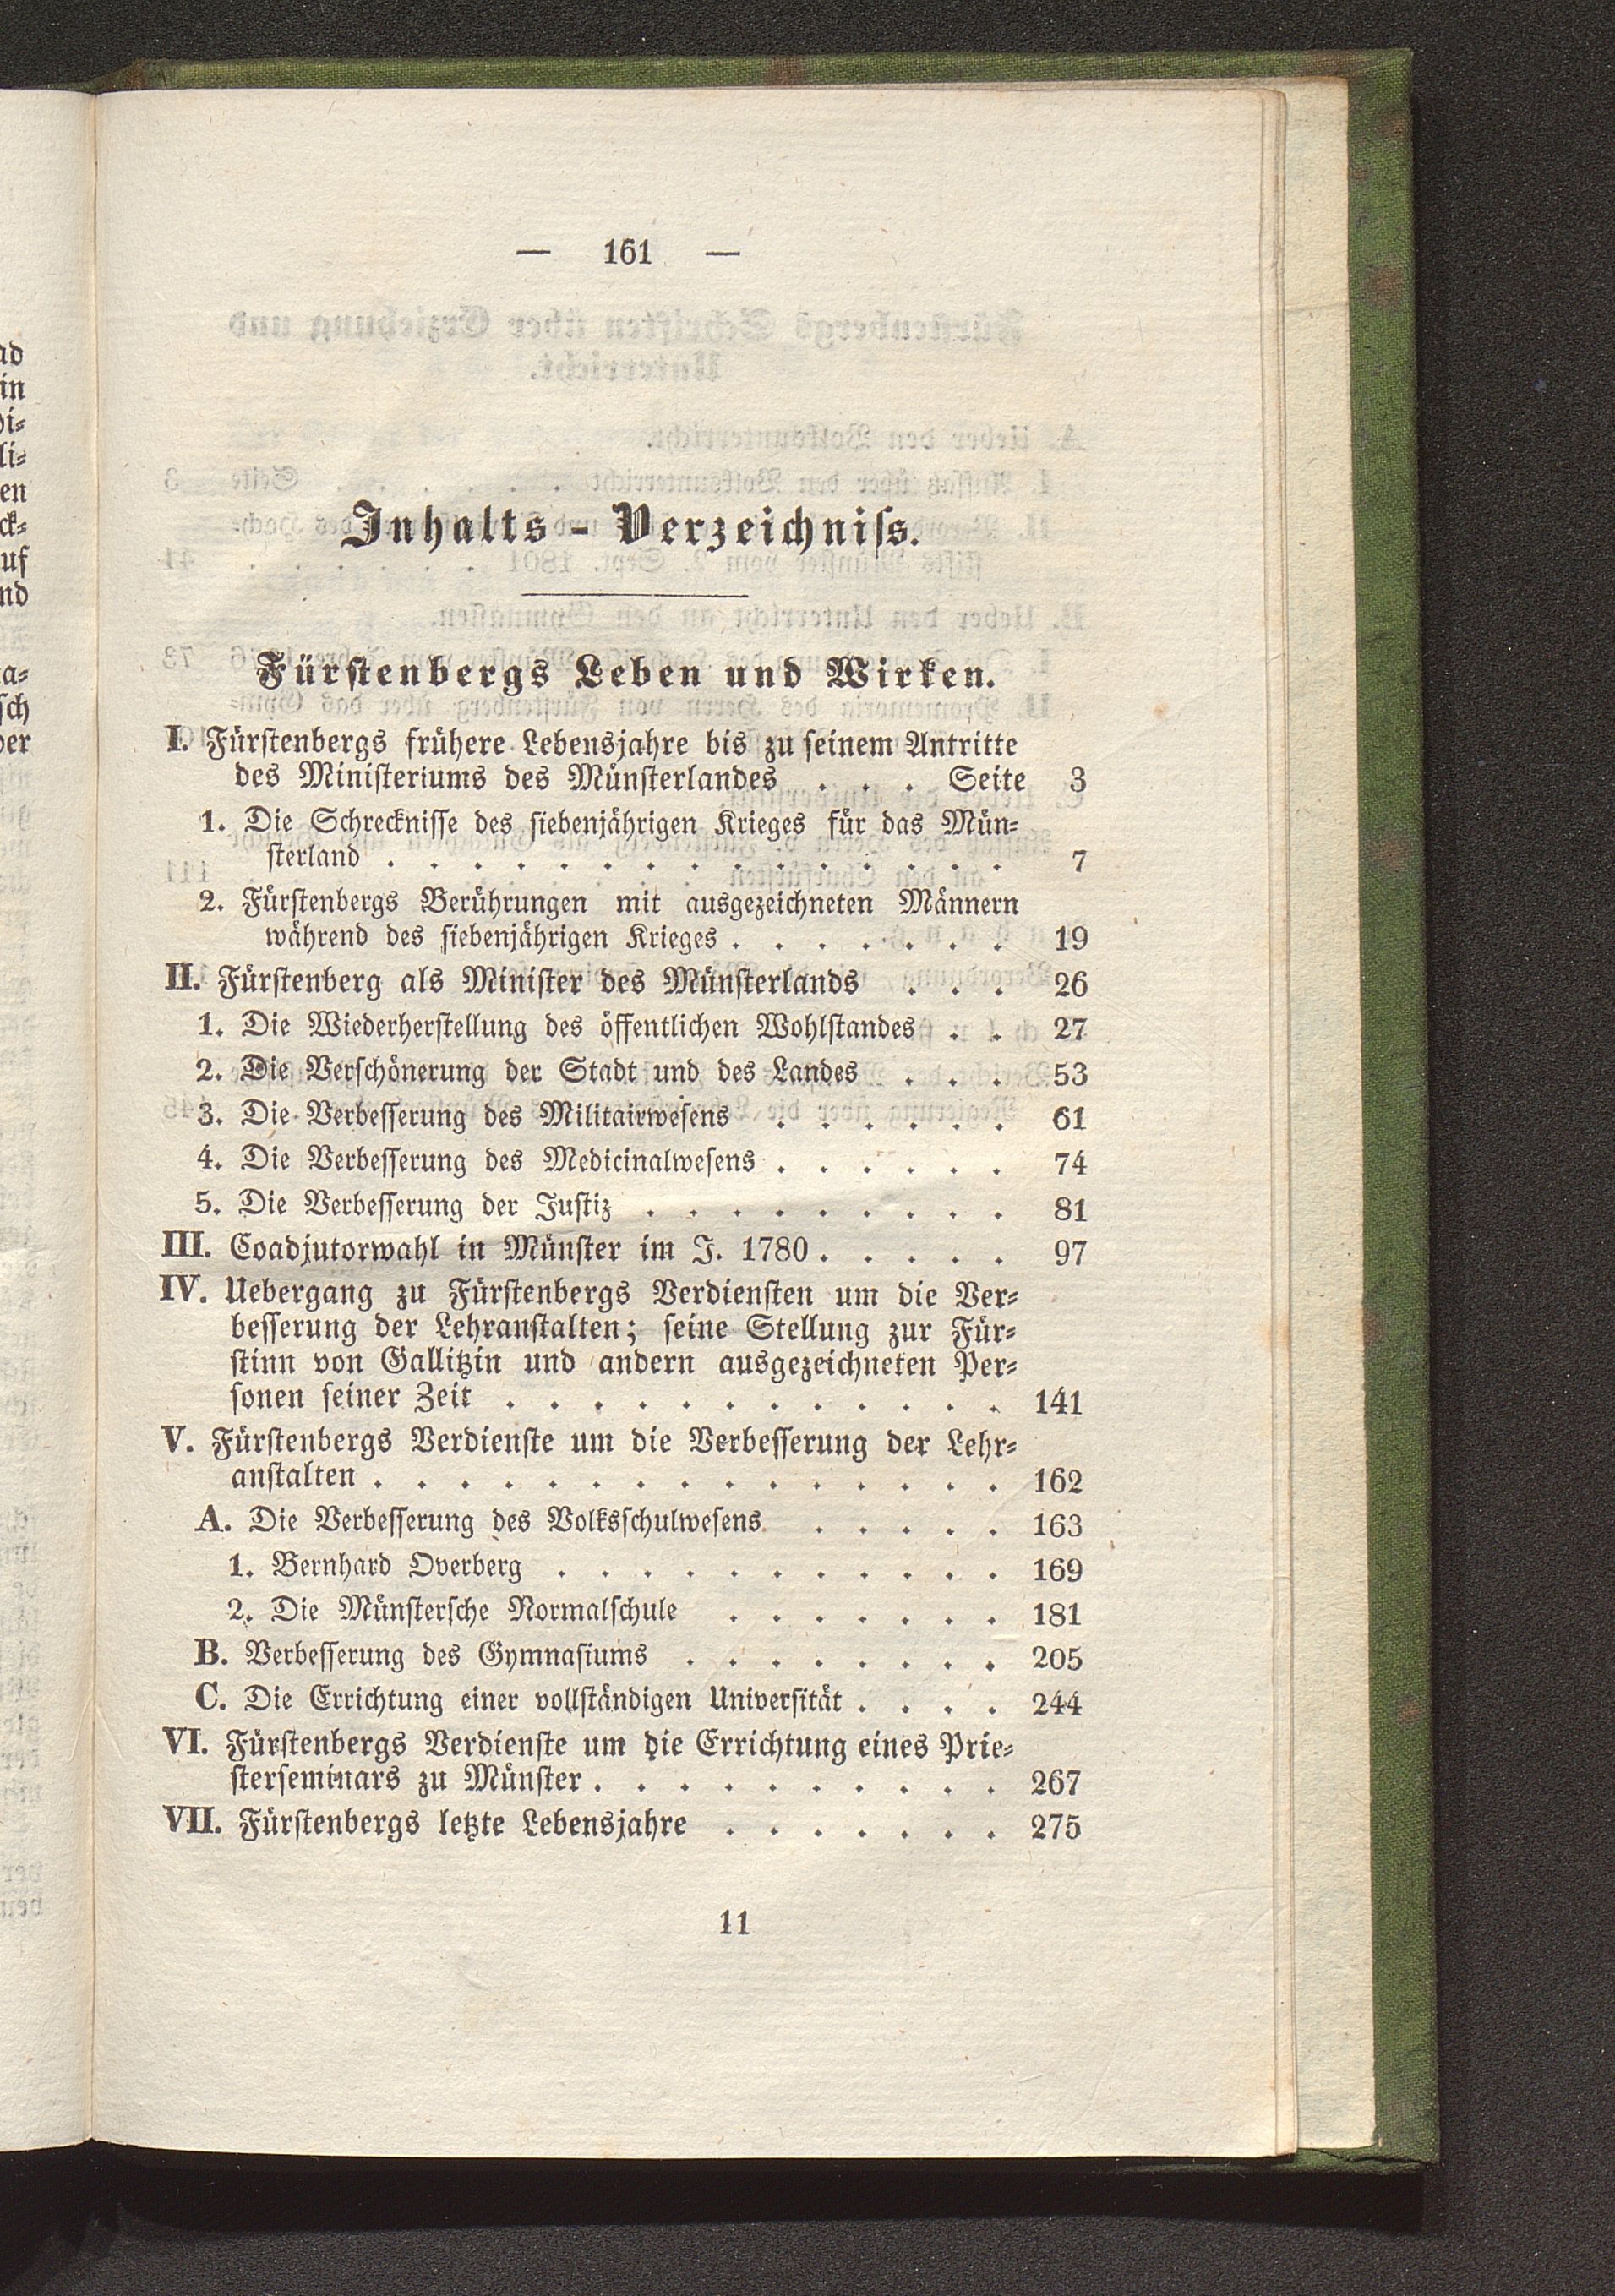 — 161 —
Inhalts-Verzeichniſs.
Fürſtenbergs Leben und Wirken.
I. Fürſtenbergs frühere Lebensjahre bis zu ſeinem Antritte
des Miniſteriums des Münſterlandes . . . Seite 3
1. Die Schreckniſſe des ſiebenjährigen Krieges für das Mün⸗
ſterland . . . . . . . . . . . . . . . 7
2. Fürſtenbergs Berührungen mit ausgezeichneten Männern
während des ſiebenjährigen Krieges . . . . . . . 19
II. Fürſtenberg als Miniſter des Münſterlands . . . 26
1. Die Wiederherſtellung des öffentlichen Wohlſtandes . . 27
2. Die Verſchönerung der Stadt und des Landes . . . 53
3. Die Verbeſſerung des Militairweſens . . . . . . 61
4. Die Verbeſſerung des Medicinalweſens . . . . . . 74
5. Die Verbeſſerung der Juſtiz . . . . . . . . . 81
III. Coadjutorwahl in Münſter im J. 1780 . . . . . 97
IV. Uebergang zu Fürſtenbergs Verdienſten um die Ver⸗
beſſerung der Lehranſtalten; ſeine Stellung zur Für⸗
ſtinn von Gallitzin und andern ausgezeichneten Per⸗
ſonen ſeiner Zeit . . . . . . . . . . . . 141
V. Fürſtenbergs Verdienſte um die Verbeſſerung der Lehr⸗
anſtalten . . . . . . . . . . . . . . . 162
A. Die Verbeſſerung des Volksſchulweſens . . . . . 163
1. Bernhard Overberg . . . . . . . . . . . 169
2. Die Münſterſche Normalſchule . . . . . . . 181
B. Verbeſſerung des Gymnaſiums . . . . . . . . 205
C. Die Errichtung einer vollſtändigen Univerſität . . . . 244
VI. Fürſtenbergs Verdienſte um die Errichtung eines Prie⸗
ſterſeminars zu Münſter . . . . . . . . . . 267
VII. Fürſtenbergs letzte Lebensjahre . . . . . . . 275
11